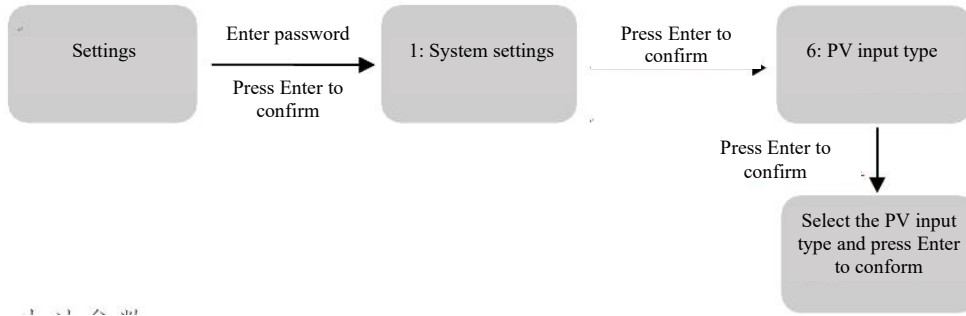 Settings
Enter password
Press Enter to
confirm
1: System settings
Press Enter to
confirm
6: PV input type
Press Enter to
confirm
Select the PV input
type and press Enter
to conform